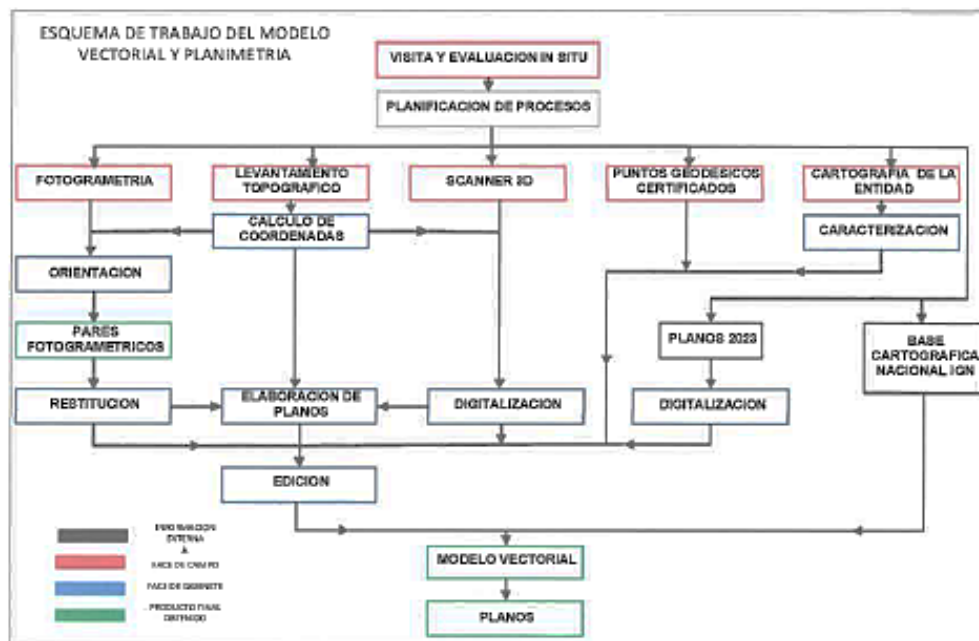 ESQUEMA DE TRABAJO DEL MODELO
VECTORIAL Y PLANIMETRIA
VISITA Y EVALUACION IN SITU
PLANIFICACION DE PROCESOS
FOTOGRAMETRIA
LEVANTAMIENTO
TOPOGRAFICO
SCANNER 3D
PUNTOS GEODESICOS
CERTIFICADOS
CARTOGRAFIA DE LA
ENTIDAD
CALCULO DE
COORDENADAS
CARACTERIZACION
ORIENTACION
PARES
FOTOGRAMETRICOS
PLANOS 2023
BASE
CARTOGRAFICA
NACIONAL IGN
RESTITUCION
ELABORACION DE
PLANOS
DIGITALIZACION
DIGITALIZACION
EDICION
INFORMACION
EXTERNA
MODELO VECTORIAL
PLANOS
FASE DE CAMPO
FASE DE GABINETE
PRODUCTO FINAL
OBTENIDO